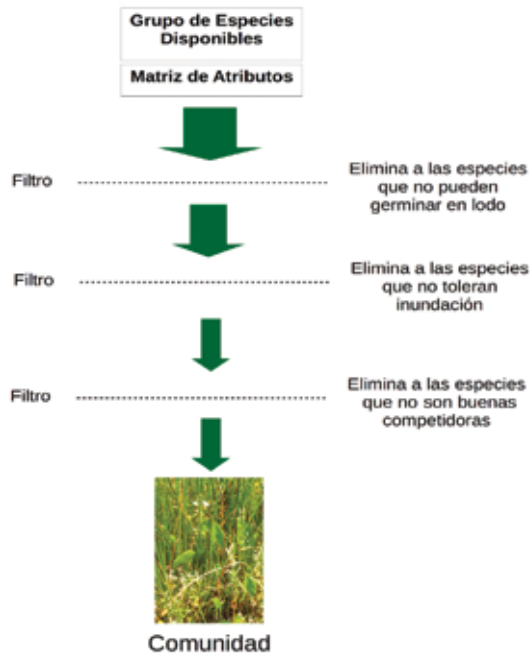 Grupo de Especies
Disponibles
Matriz de Atributos
Filtro
Elimina a las especies
que no pueden
germinar en lodo
Filtro
Elimina a las especies
que no toleran
inundación
Filtro
Elimina a las especies
que no son buenas
competidoras
Comunidad